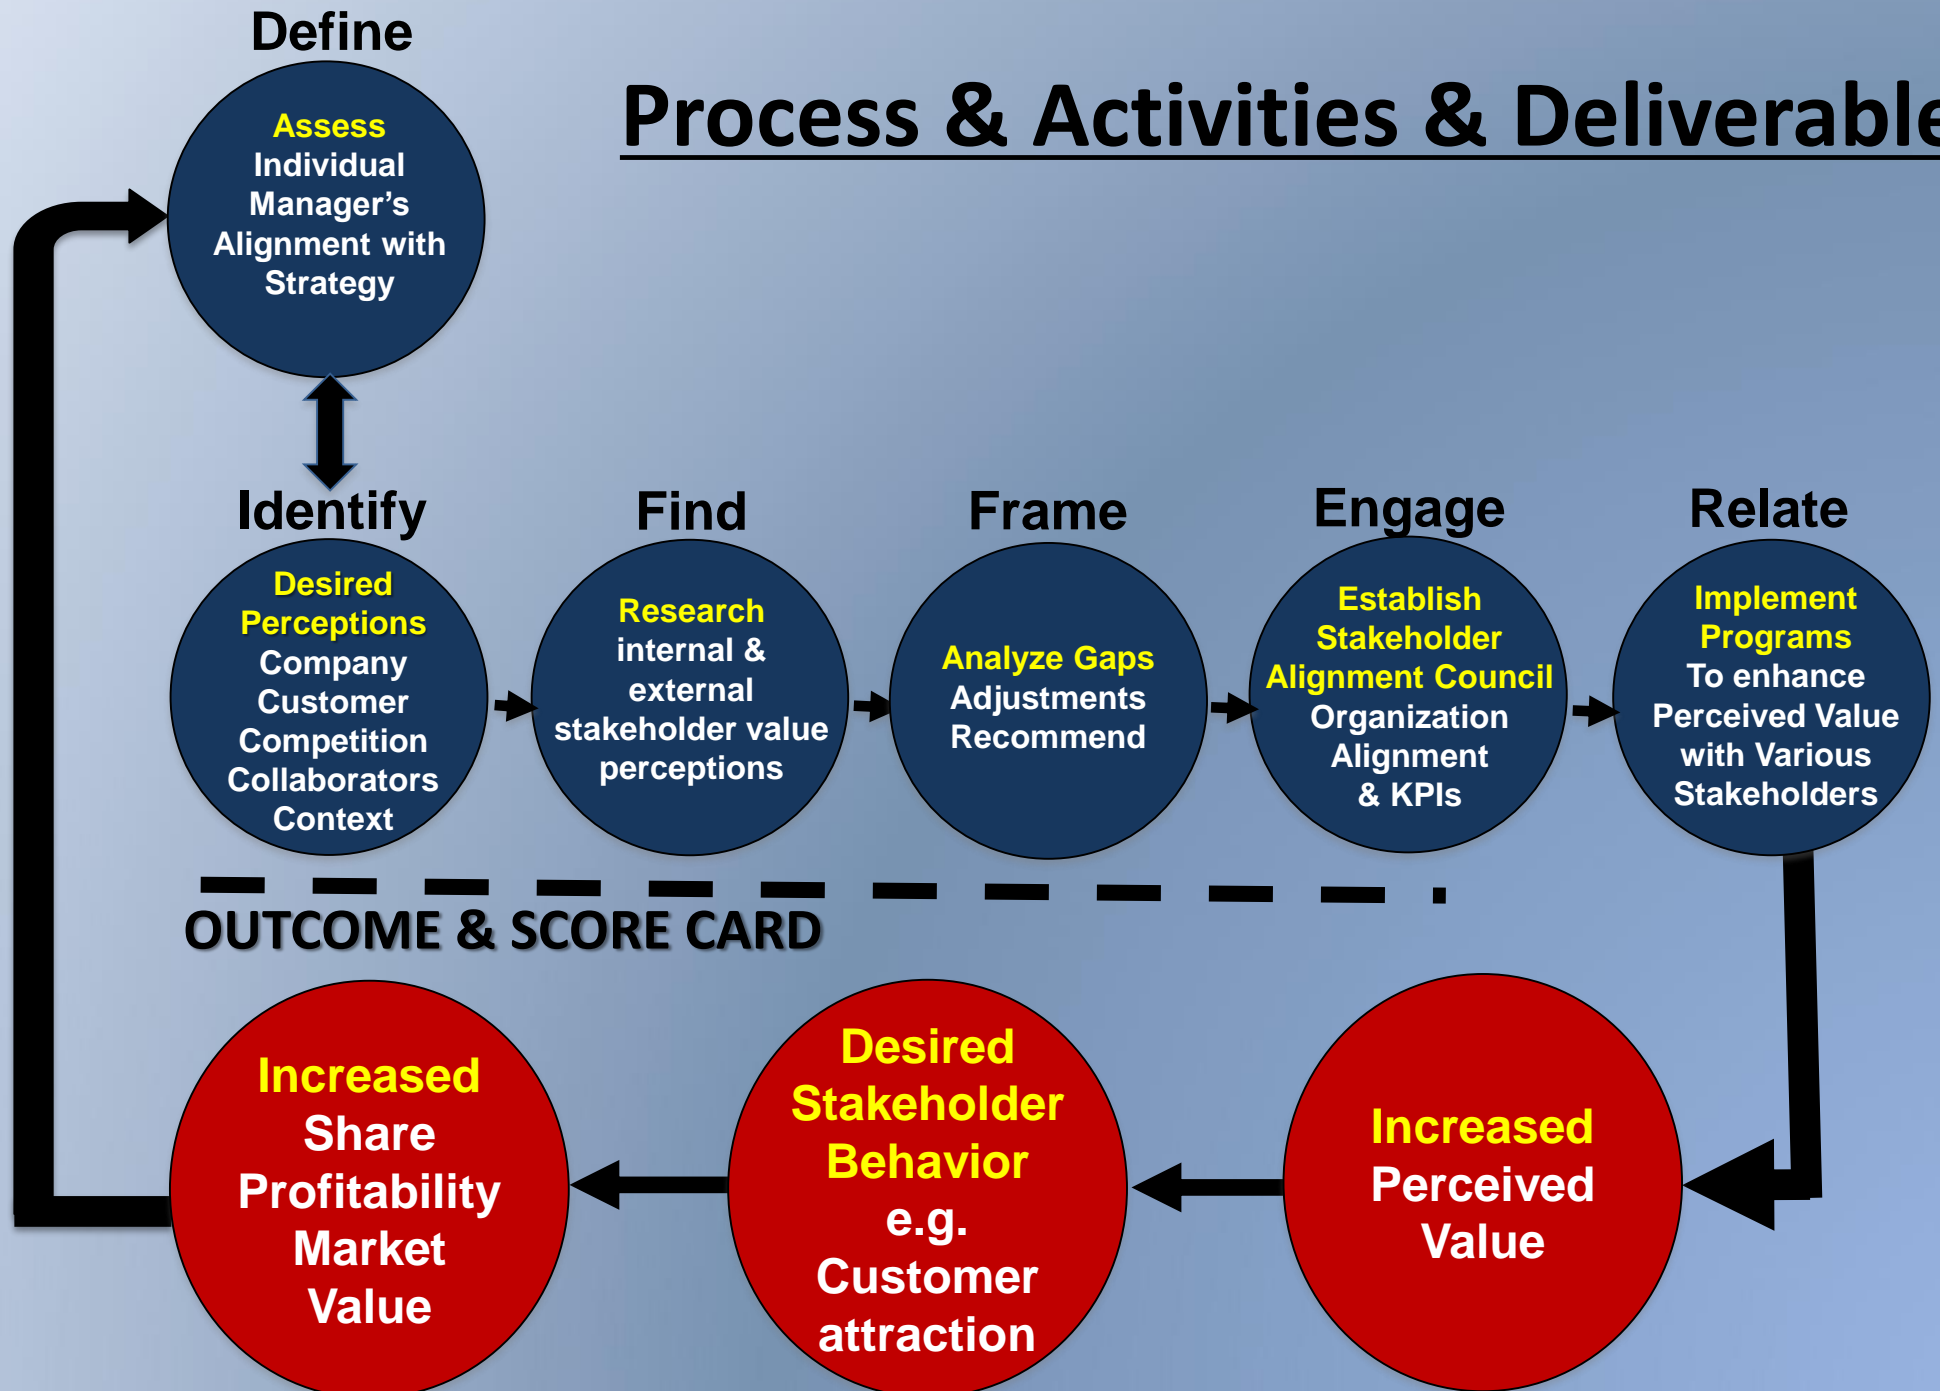 Define
Process & Activities & Deliverable
Assess
Individual
Manager’s
Alignment with
Strategy
Identify
Desired
Perceptions
Company
Customer
Competition
Collaborators
Context
Find
Research
internal &
external
stakeholder value
perceptions
Frame
Analyze Gaps
Adjustments
Recommend
Engage
Establish
Stakeholder
Alignment Council
Organization
Alignment
& KPIs
Relate
Implement
Programs
To enhance
Perceived Value
with Various
Stakeholders
OUTCOME & SCORE CARD
Increased
Share
Profitability
Market
Value
Desired
Stakeholder
Behavior
e.g.
Customer
attraction
Increased
Perceived
Value